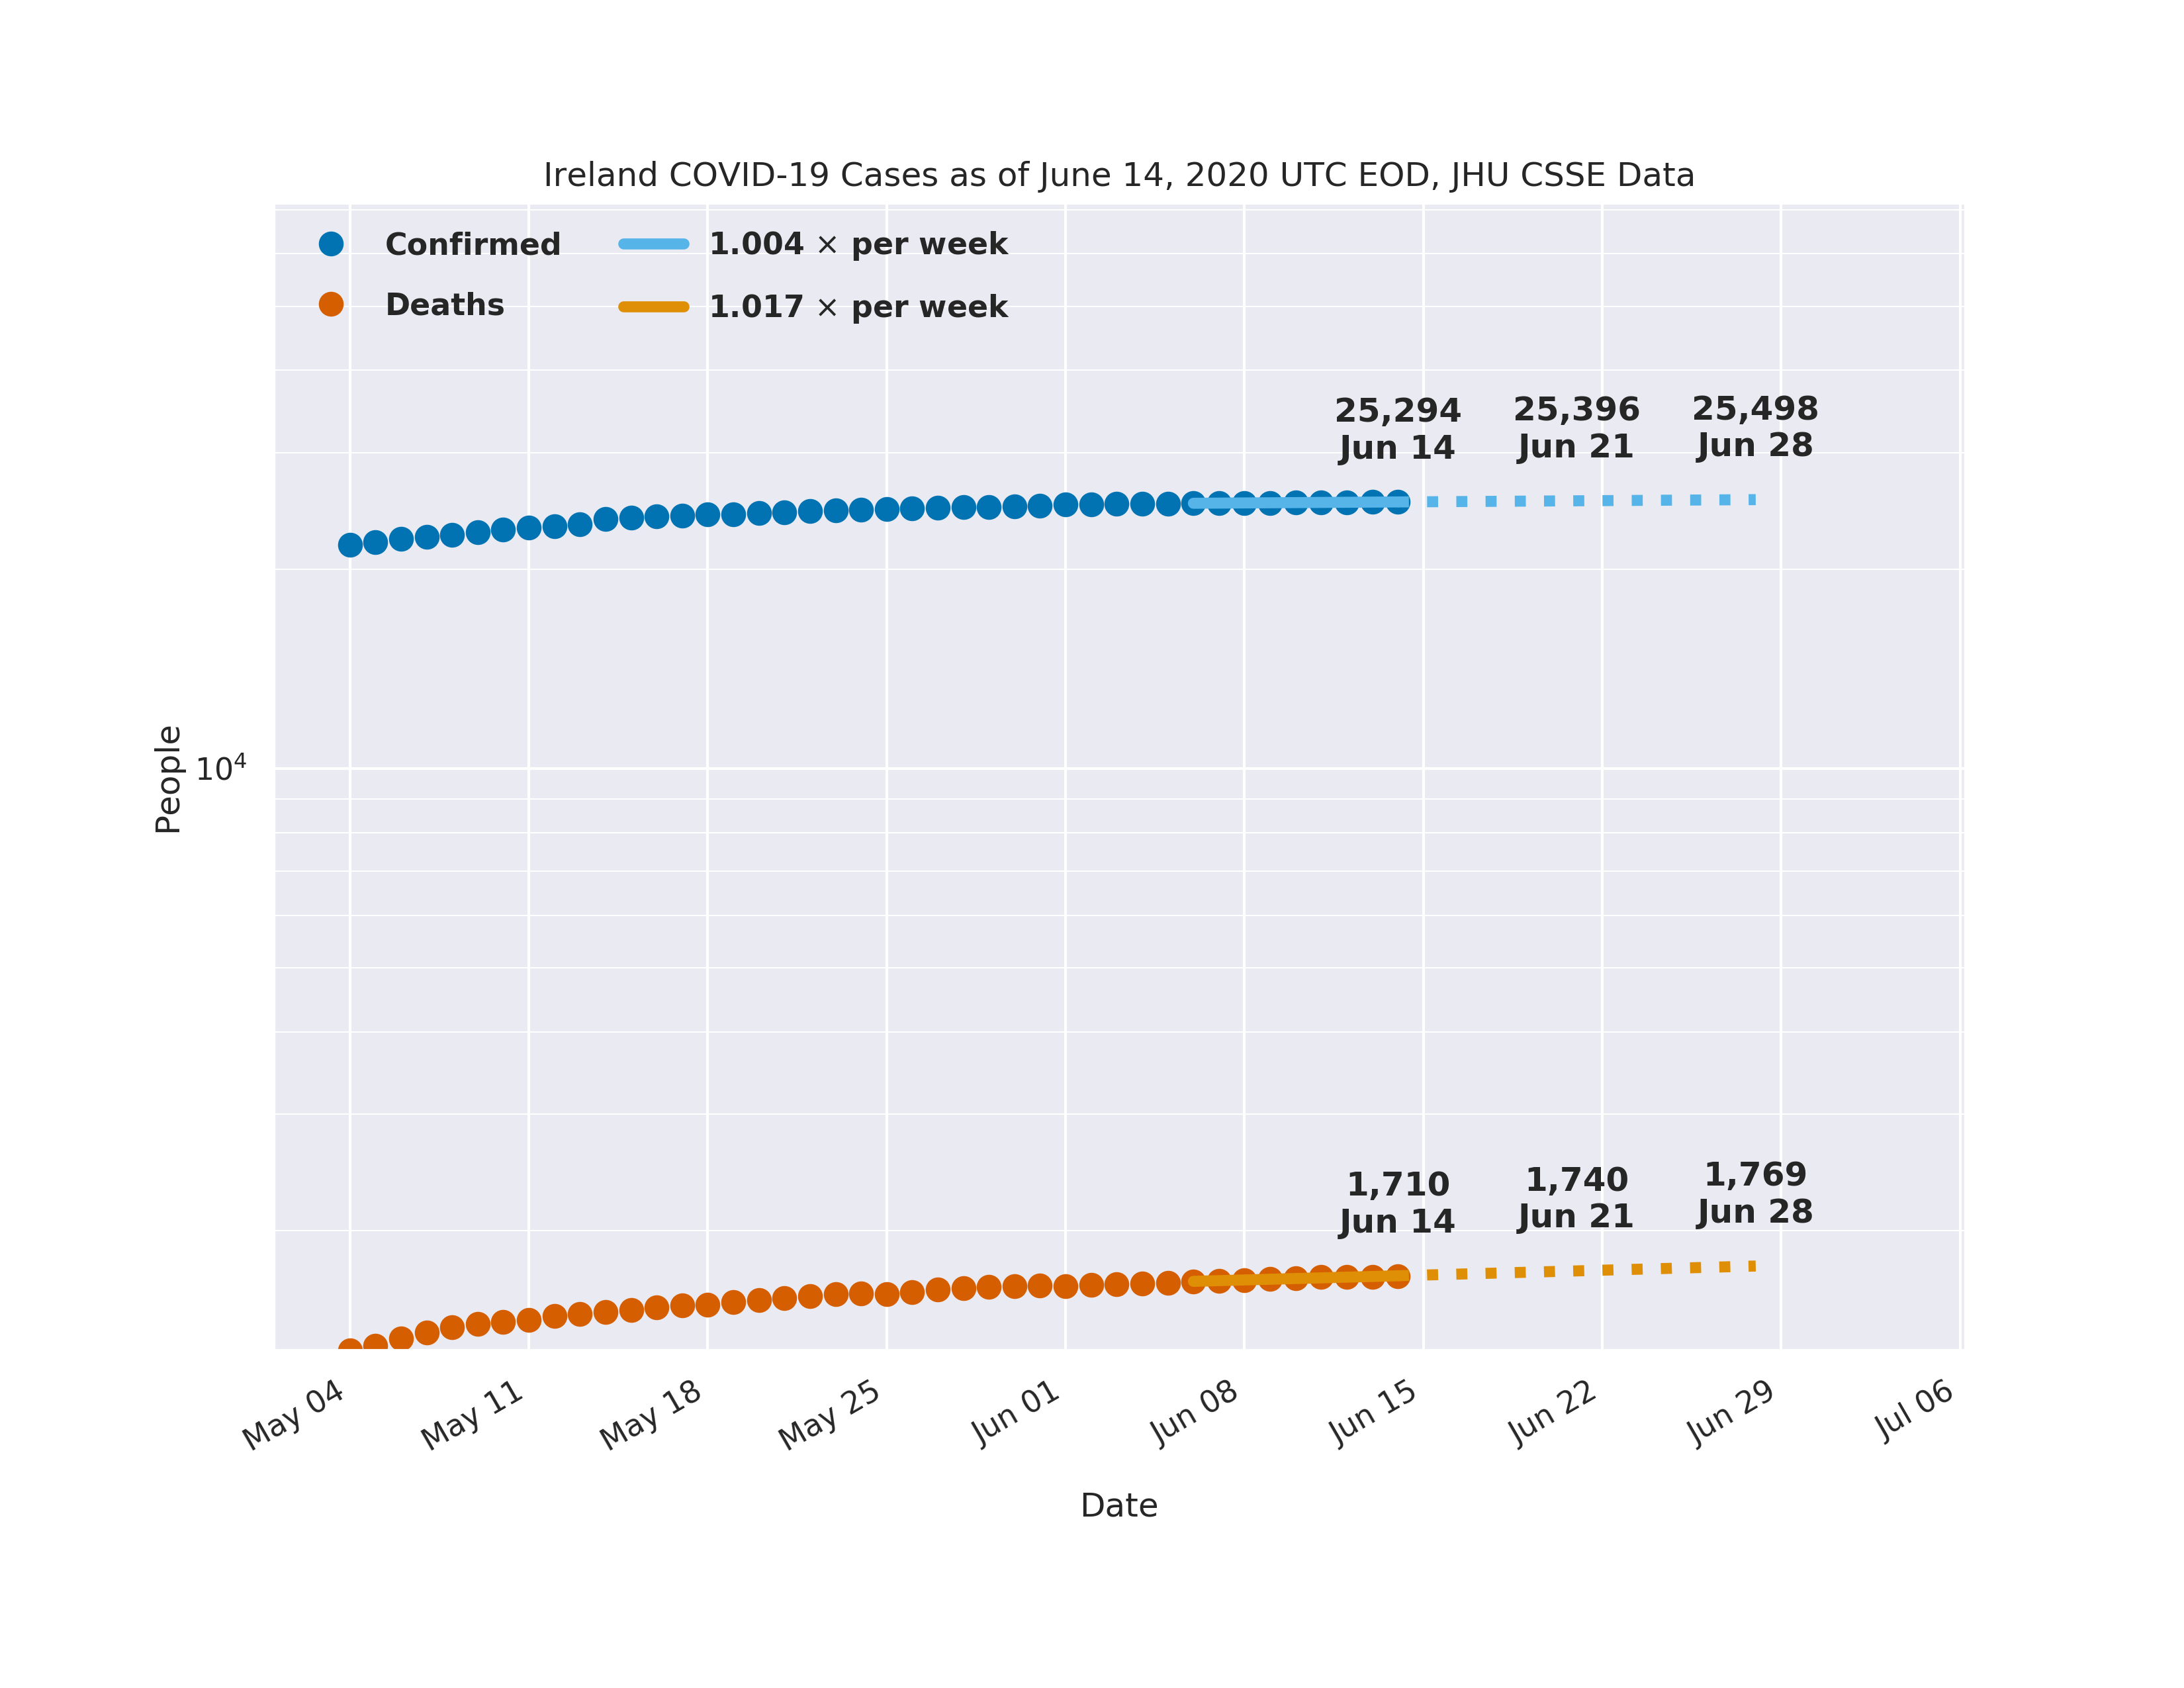 Ireland COVID-19 Cases as of June 14, 2020 UTC EOD, JHU CSSE Data
Confirmed
Deaths
1.004 × per week
1.017 × per week
25,294
Jun 14
25,396
Jun 21
25,498
Jun 28
People
10⁴
1,710
Jun 14
1,740
Jun 21
1,769
Jun 28
May 04
May 11
May 18
May 25
Jun 01
Jun 08
Jun 15
Jun 22
Jun 29
Jul 06
Date